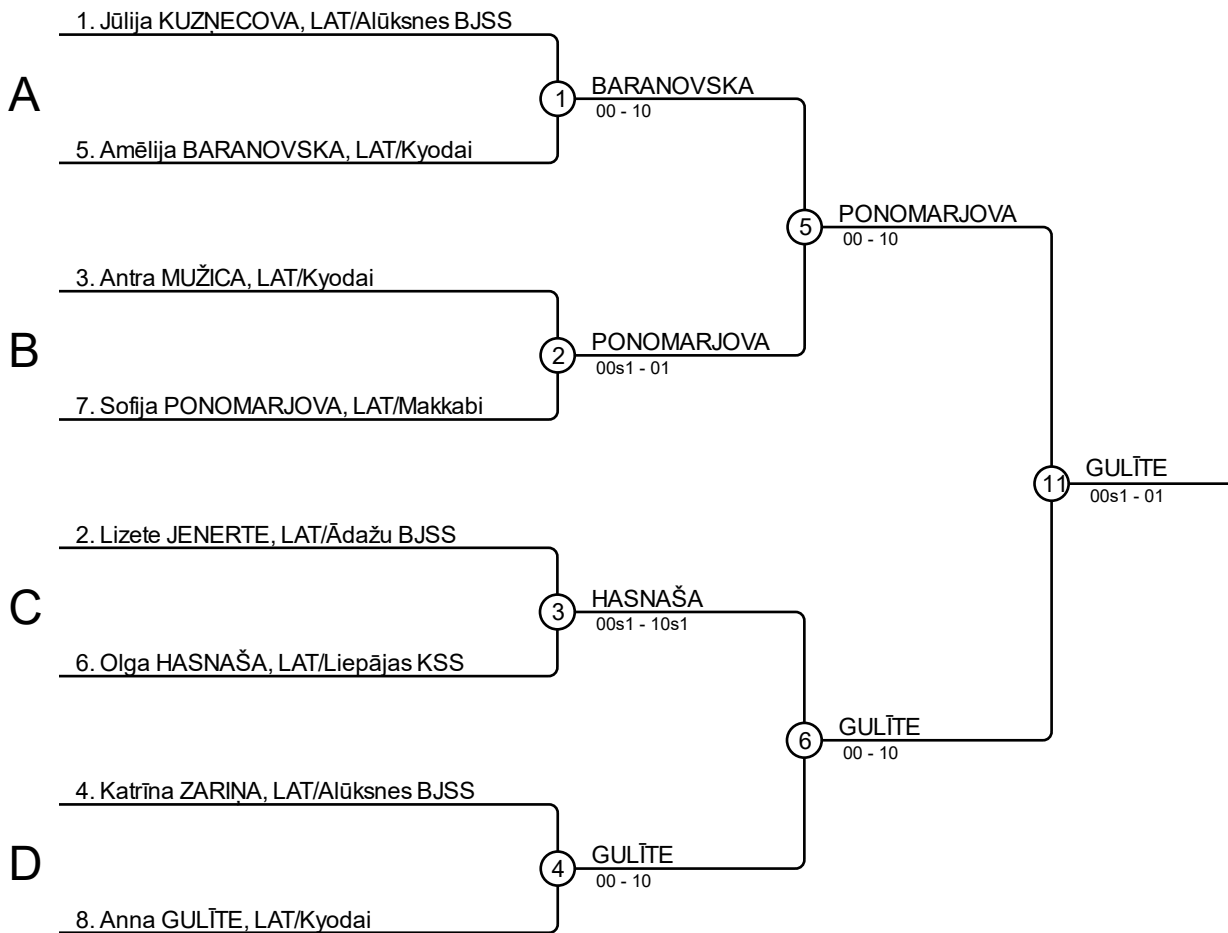 1. Jūlija KUZŅECOVA, LAT/Alūksnes BJSS
A
1
BARANOVSKA
00 - 10
5. Amēlija BARANOVSKA, LAT/Kyodai
5
PONOMARJOVA
00 - 10
3. Antra MUŽICA, LAT/Kyodai
B
2
PONOMARJOVA
00s1 - 01
7. Sofija PONOMARJOVA, LAT/Makkabi
11
GULĪTE
00s1 - 01
2. Lizete JENERTE, LAT/Ādažu BJSS
C
3
HASNAŠA
00s1 - 10s1
6. Olga HASNAŠA, LAT/Liepājas KSS
6
GULĪTE
00 - 10
4. Katrīna ZARIŅA, LAT/Alūksnes BJSS
D
4
GULĪTE
00 - 10
8. Anna GULĪTE, LAT/Kyodai